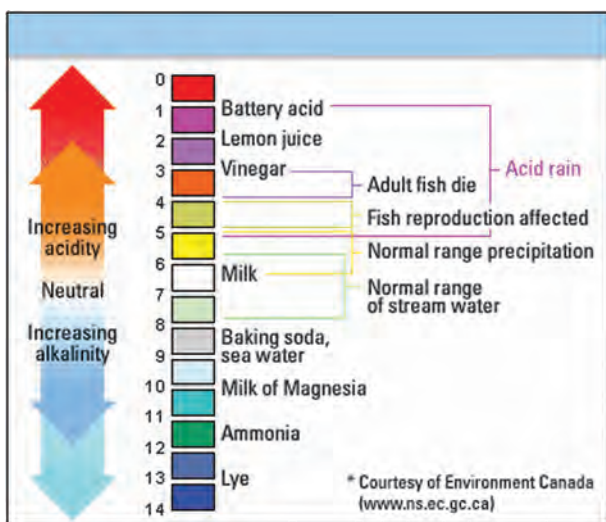 0
1
Battery acid
2
Lemon juice
3
Vinegar
Acid rain
Adult fish die
4
Fish reproduction affected
Increasing
acidity
5
Normal range precipitation
6
Milk
Neutral
7
Normal range
of stream water
8
Increasing
alkalinity
Baking soda,
sea water
9
10
Milk of Magnesia
11
Ammonia
12
13
Lye
14
* Courtesy of Environment Canada
(www.ns.ec.gc.ca)